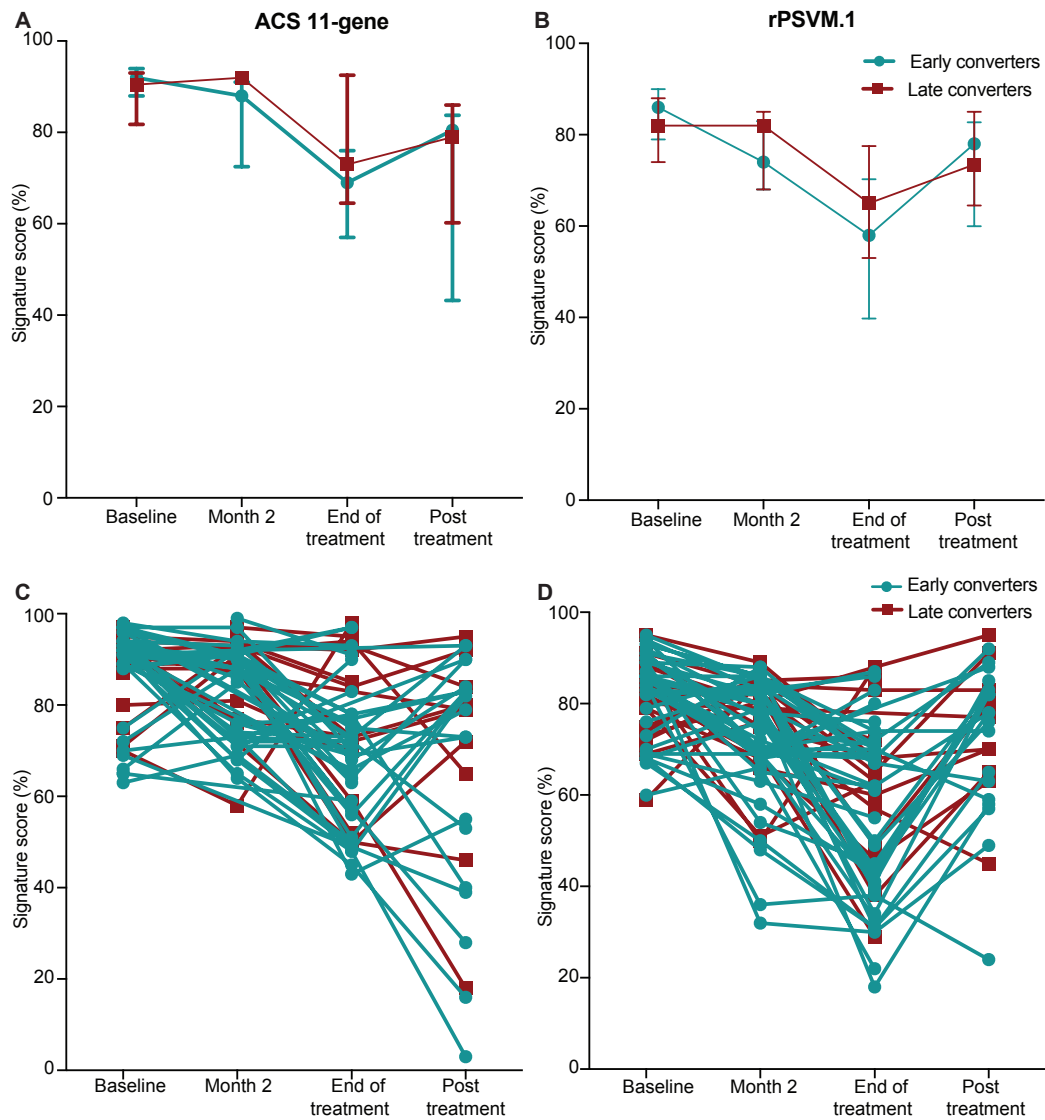 A
ACS 11-gene
100
80
60
40
20
0
Signature score (%)
Baseline
Month 2
End of
treatment
Post
treatment
B
rPSVM.1
Early converters
Late converters
100
80
60
40
20
0
Signature score (%)
Baseline
Month 2
End of
treatment
Post
treatment
C
100
80
60
40
20
0
Signature score (%)
Baseline
Month 2
End of
treatment
Post
treatment
D
Early converters
Late converters
100
80
60
40
20
0
Signature score (%)
Baseline
Month 2
End of
treatment
Post
treatment